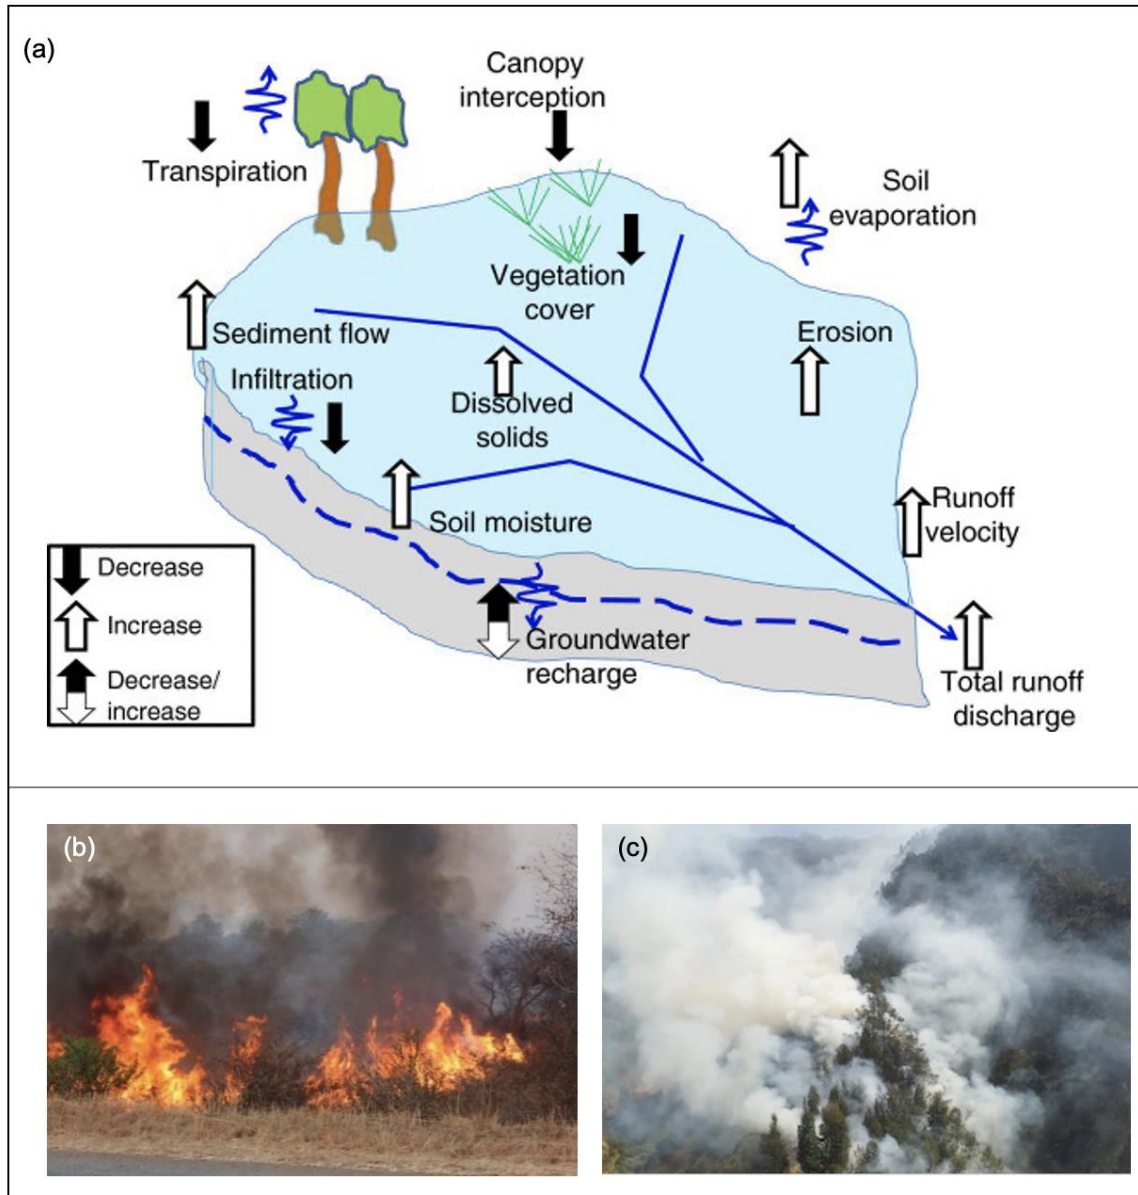 (a)
Canopy
interception
Transpiration
Soil
evaporation
Vegetation
cover
Sediment flow
Erosion
Infiltration
Dissolved
solids
Soil moisture
Runoff
velocity
Decrease
Increase
Decrease/
increase
Groundwater
recharge
Total runoff
discharge
(b)
(c)